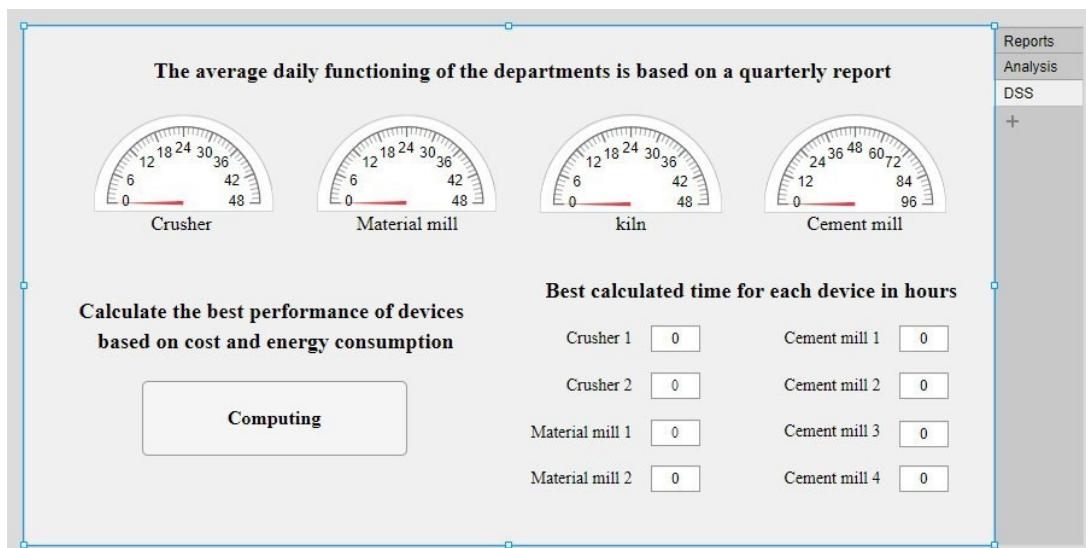 Reports
Analysis
DSS
+
The average daily functioning of the departments is based on a quarterly report
0 6 12 18 24 30 36 42 48
Crusher
0 6 12 18 24 30 36 42 48
Material mill
0 6 12 18 24 30 36 42 48
kiln
0 12 24 36 48 60 72 84 96
Cement mill
Calculate the best performance of devices
based on cost and energy consumption
Computing
Best calculated time for each device in hours
Crusher 1 0 Cement mill 1 0
Crusher 2 0 Cement mill 2 0
Material mill 1 0 Cement mill 3 0
Material mill 2 0 Cement mill 4 0